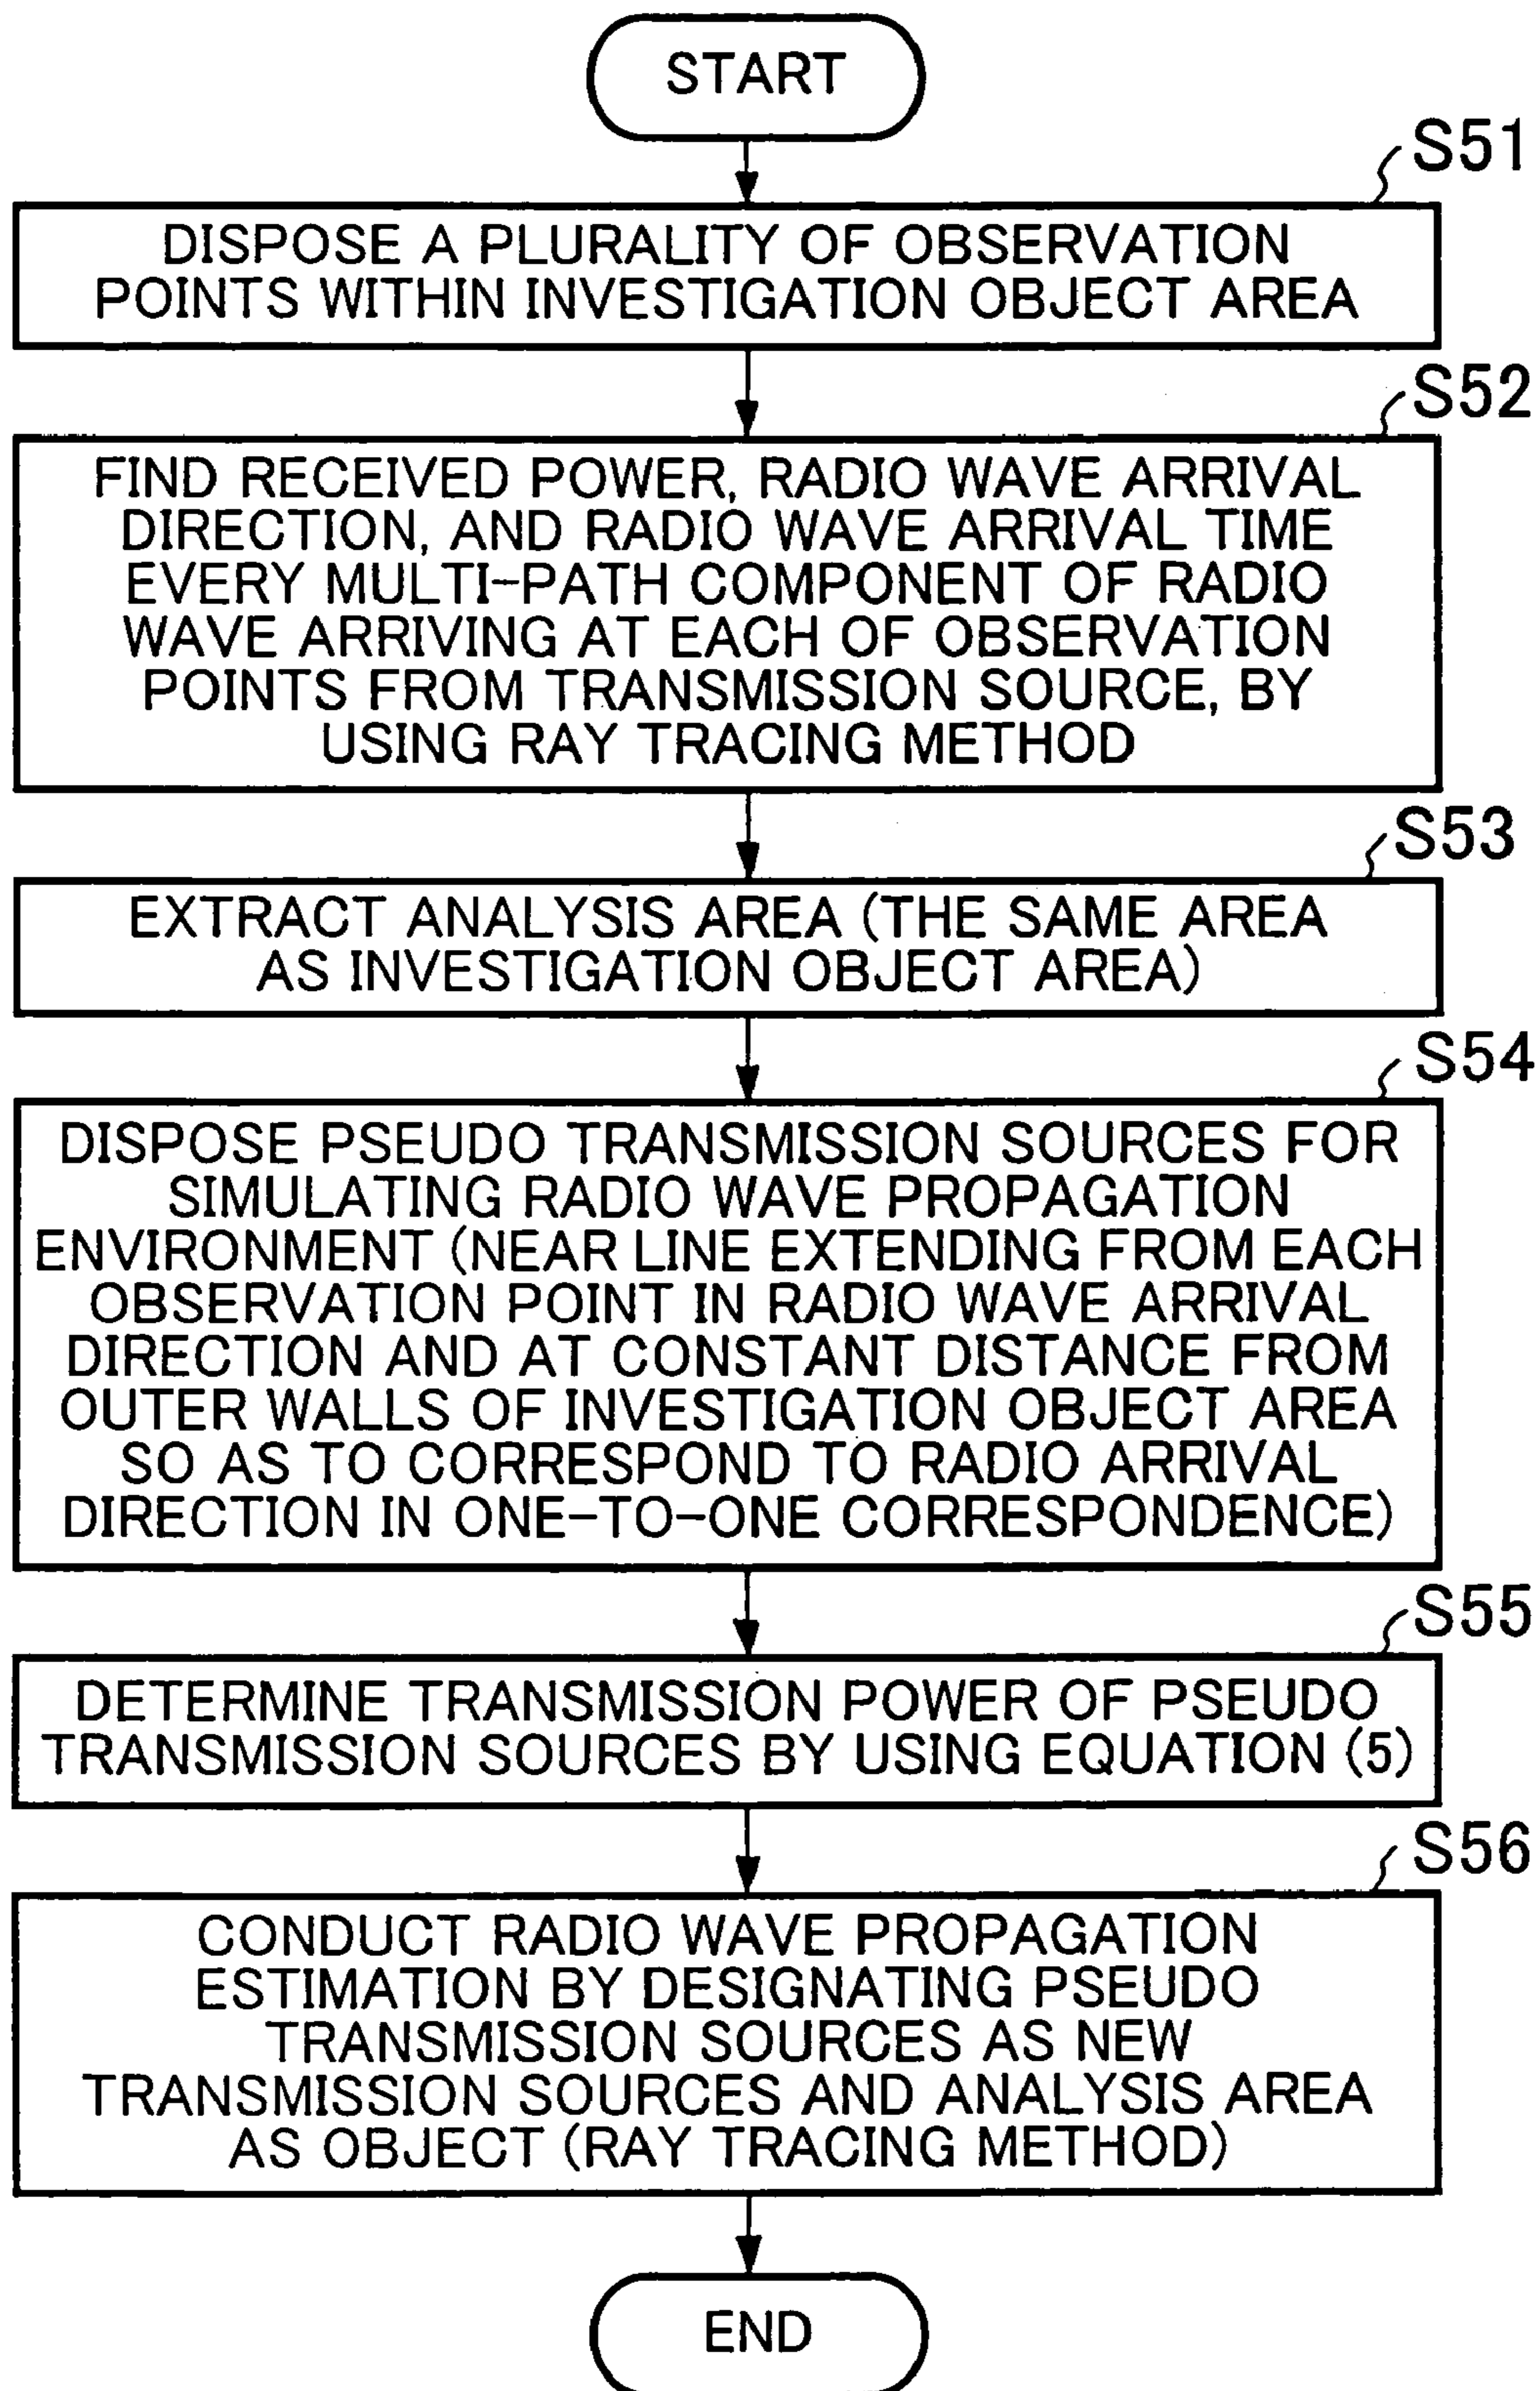 START
S51
DISPOSE A PLURALITY OF OBSERVATION
POINTS WITHIN INVESTIGATION OBJECT AREA
S52
FIND RECEIVED POWER, RADIO WAVE ARRIVAL
DIRECTION, AND RADIO WAVE ARRIVAL TIME
EVERY MULTI-PATH COMPONENT OF RADIO
WAVE ARRIVING AT EACH OF OBSERVATION
POINTS FROM TRANSMISSION SOURCE, BY
USING RAY TRACING METHOD
S53
EXTRACT ANALYSIS AREA (THE SAME AREA
AS INVESTIGATION OBJECT AREA)
S54
DISPOSE PSEUDO TRANSMISSION SOURCES FOR
SIMULATING RADIO WAVE PROPAGATION
ENVIRONMENT (NEAR LINE EXTENDING FROM EACH
OBSERVATION POINT IN RADIO WAVE ARRIVAL
DIRECTION AND AT CONSTANT DISTANCE FROM
OUTER WALLS OF INVESTIGATION OBJECT AREA
SO AS TO CORRESPOND TO RADIO ARRIVAL
DIRECTION IN ONE-TO-ONE CORRESPONDENCE)
S55
DETERMINE TRANSMISSION POWER OF PSEUDO
TRANSMISSION SOURCES BY USING EQUATION (5)
S56
CONDUCT RADIO WAVE PROPAGATION
ESTIMATION BY DESIGNATING PSEUDO
TRANSMISSION SOURCES AS NEW
TRANSMISSION SOURCES AND ANALYSIS AREA
AS OBJECT (RAY TRACING METHOD)
END